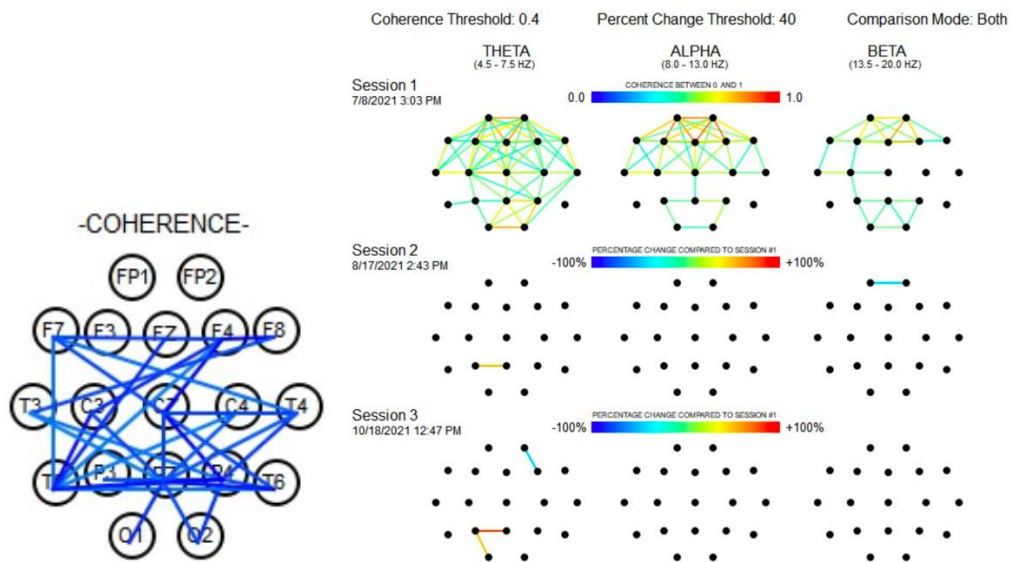 Coherence Threshold: 0.4 Percent Change Threshold: 40 Comparison Mode: Both
THETA ALPHA BETA
(4.5 - 7.5 HZ) (8.0 - 13.0 HZ) (13.5 - 20.0 HZ)
Session 1
7/8/2021 3:03 PM
COHERENCE BETWEEN 0 AND 1
0.0 1.0
Session 2
8/17/2021 2:43 PM
PERCENTAGE CHANGE COMPARED TO SESSION #1
-100% +100%
Session 3
10/18/2021 12:47 PM
PERCENTAGE CHANGE COMPARED TO SESSION #1
-100% +100%
-COHERENCE-
FP1 FP2
F7 F3 FZ F4 F8
T3 C3 CZ C4 T4
P3 PZ P4 T6
O1 O2